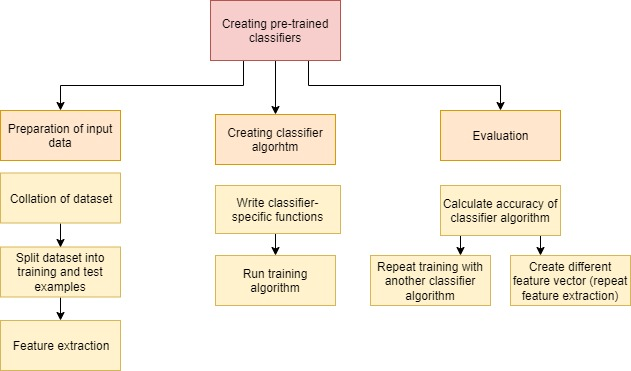 Creating pre-trained
classifiers
Preparation of input
data
Creating classifier
algorhtm
Evaluation
Collation of dataset
Split dataset into
training and test
examples
Feature extraction
Write classifier-
specific functions
Run training
algorithm
Calculate accuracy of
classifier algorithm
Repeat training with
another classifier
algorithm
Create different
feature vector (repeat
feature extraction)